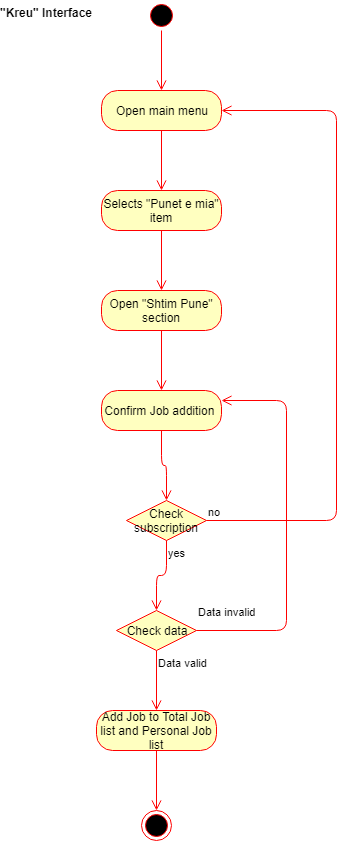 "Kreu" Interface
Open main menu
Selects "Punet e mia"
item
Open "Shtim Pune"
section
Confirm Job addition
Check
subscription
no
yes
Data invalid
Check data
Data valid
Add Job to Total Job
list and Personal Job
list